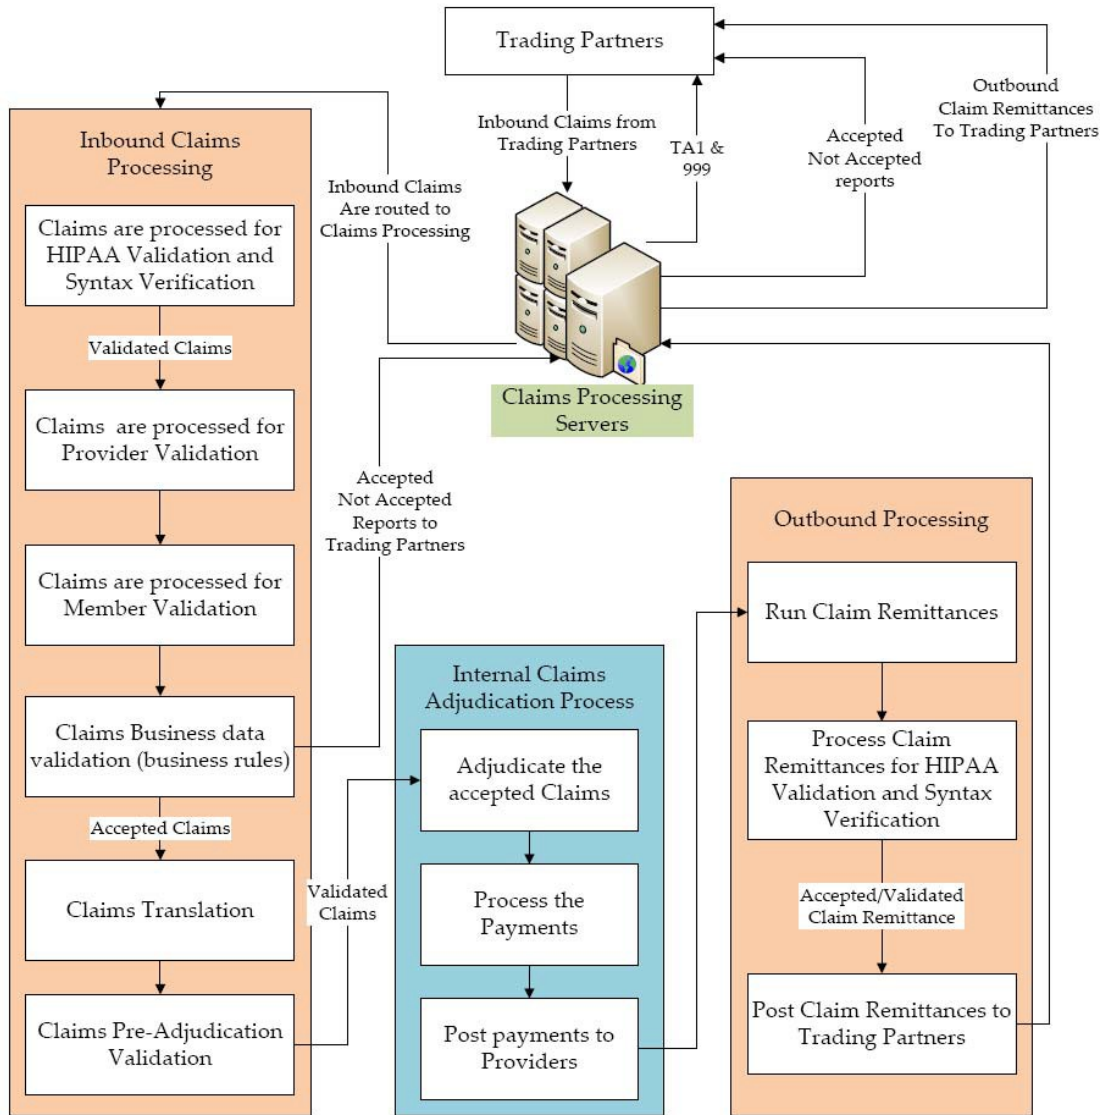 Trading Partners
Inbound Claims from
Trading Partners
TA1 &
999
Accepted
Not Accepted
reports
Outbound
Claim Remittances
To Trading Partners
Inbound Claims
Are routed to
Claims Processing
Claims Processing
Servers
Inbound Claims
Processing
Claims are processed for
HIPAA Validation and
Syntax Verification
Validated Claims
Claims are processed for
Provider Validation
Claims are processed for
Member Validation
Claims Business data
validation (business rules)
Accepted Claims
Claims Translation
Claims Pre-Adjudication
Validation
Accepted
Not Accepted
Reports to
Trading Partners
Validated
Claims
Internal Claims
Adjudication Process
Adjudicate the
accepted Claims
Process the
Payments
Post payments to
Providers
Outbound Processing
Run Claim Remittances
Process Claim
Remittances for HIPAA
Validation and Syntax
Verification
Accepted/Validated
Claim Remittance
Post Claim Remittances to
Trading Partners